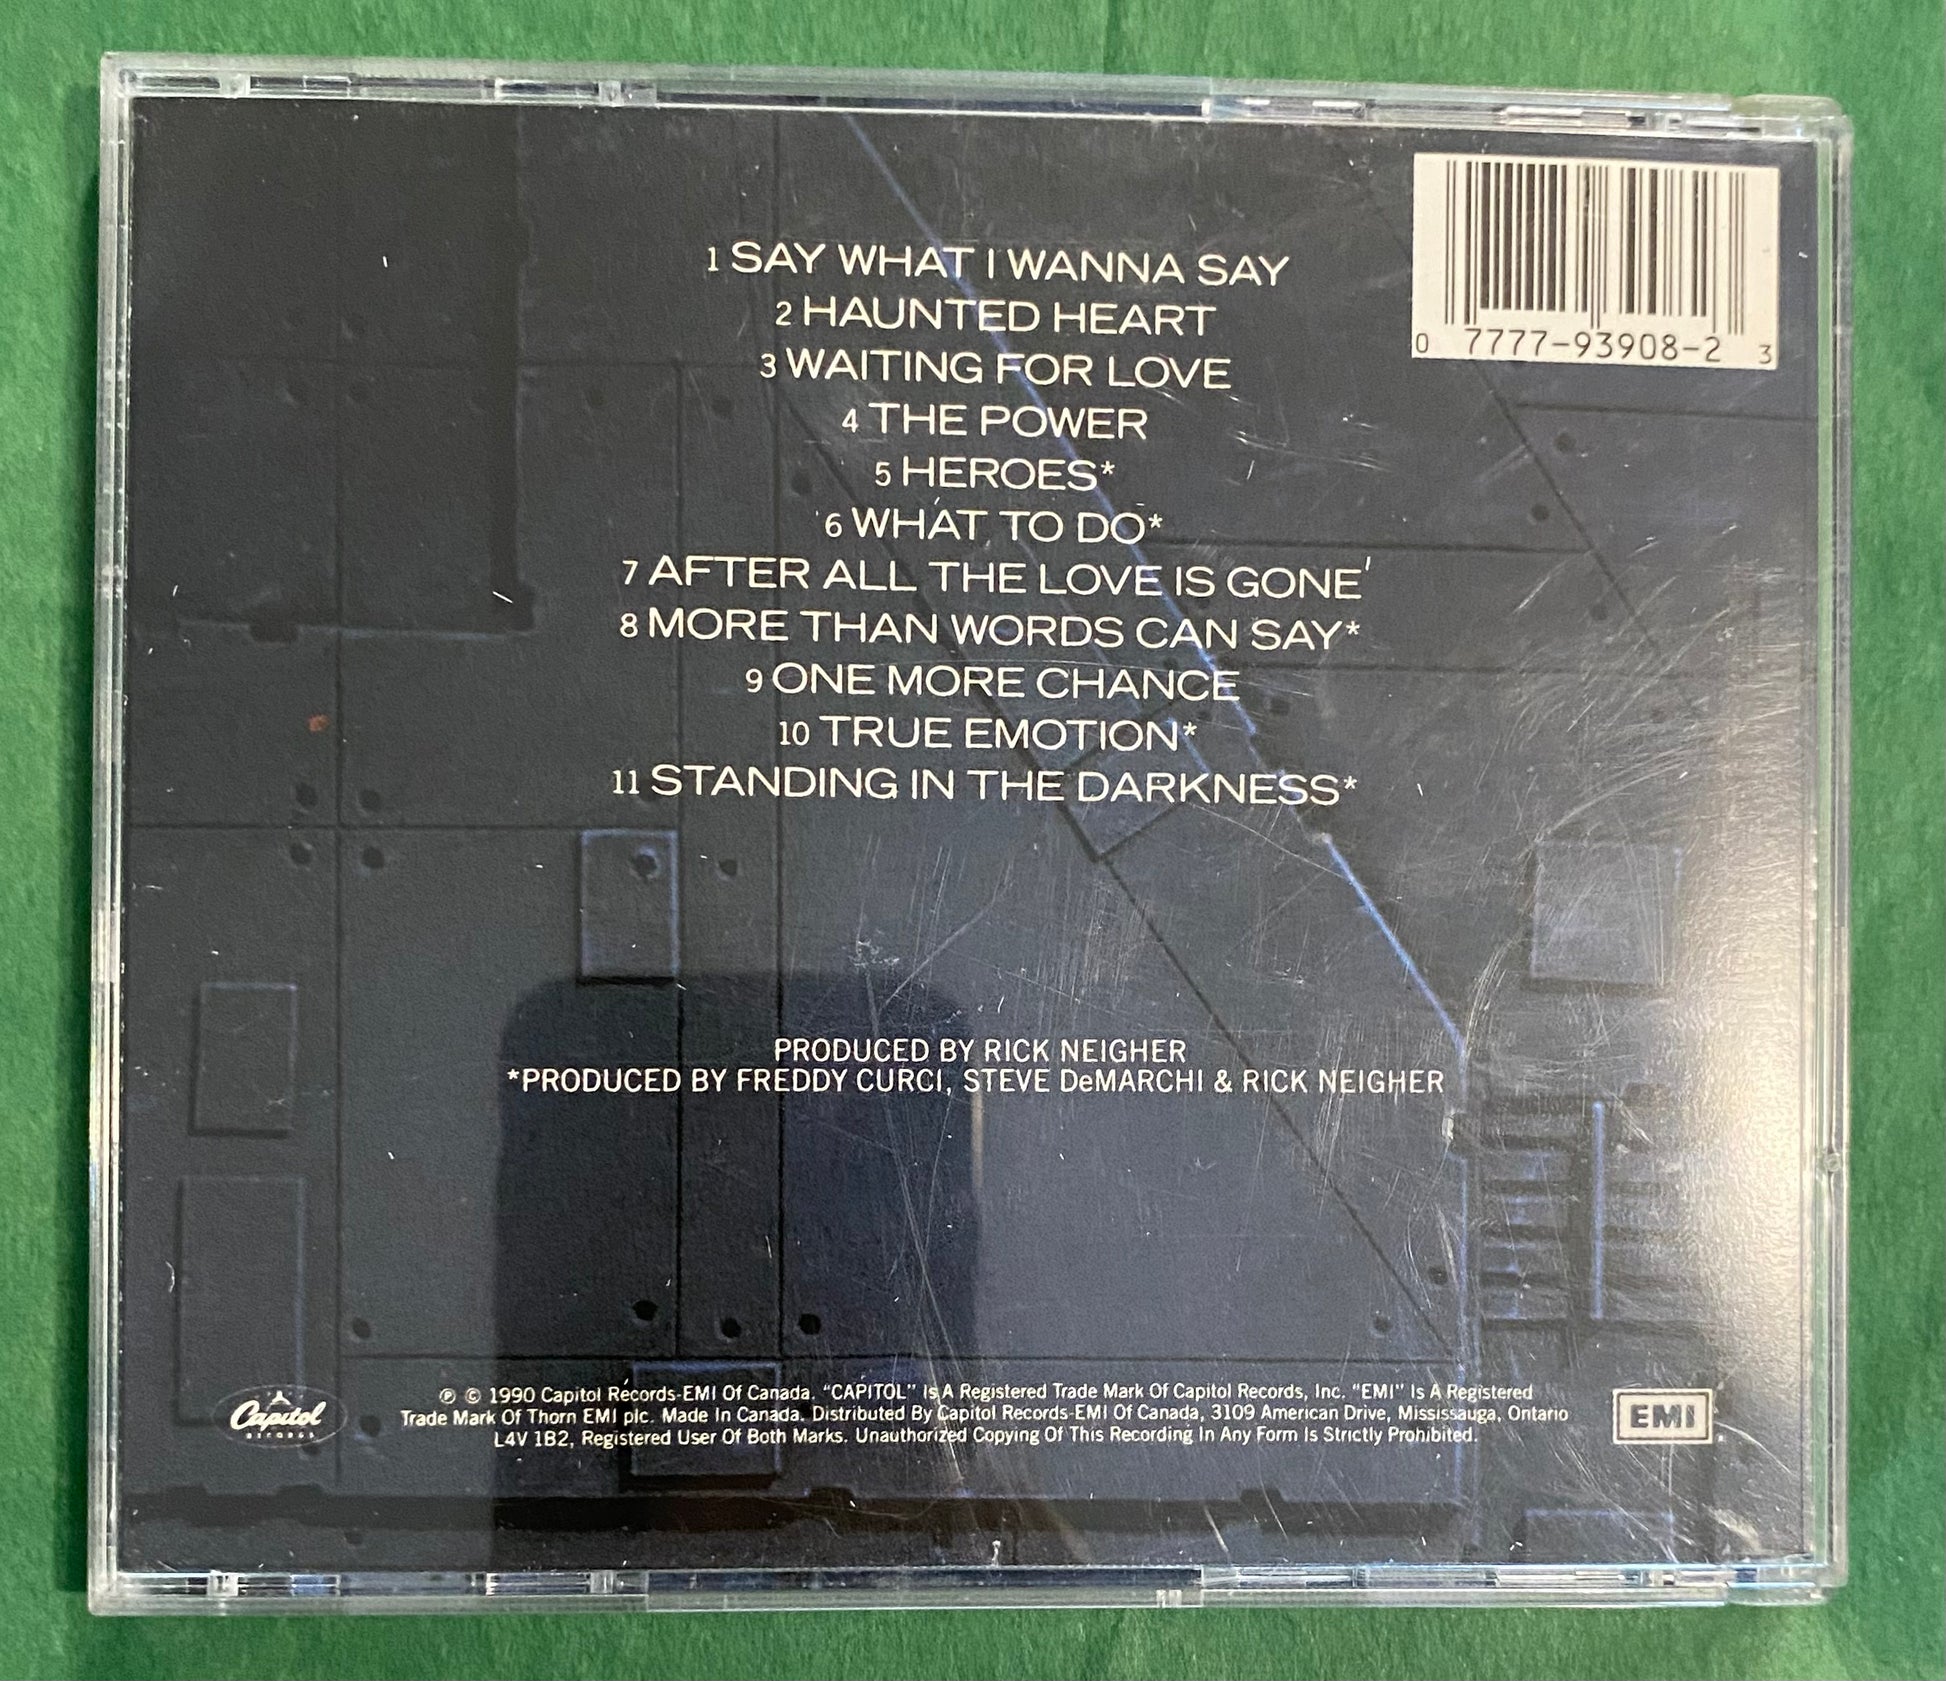 0 7777-93908-2 3
1 SAY WHAT I WANNA SAY
2 HAUNTED HEART
3 WAITING FOR LOVE
4 THE POWER
5 HEROES*
6 WHAT TO DO*
7 AFTER ALL THE LOVE IS GONE
8 MORE THAN WORDS CAN SAY*
9 ONE MORE CHANCE
10 TRUE EMOTION*
11 STANDING IN THE DARKNESS*
PRODUCED BY RICK NEIGHER
*PRODUCED BY FREDDY CURCI, STEVE DeMARCHI & RICK NEIGHER
℗ © 1990 Capitol Records-EMI Of Canada. "CAPITOL" Is A Registered Trade Mark Of Capitol Records, Inc. "EMI" Is A Registered
Trade Mark Of Thorn EMI plc. Made In Canada. Distributed By Capitol Records-EMI Of Canada, 3109 American Drive, Mississauga, Ontario
L4V 1B2, Registered User Of Both Marks. Unauthorized Copying Of This Recording In Any Form Is Strictly Prohibited.
Capitol
RECORDS
EMI